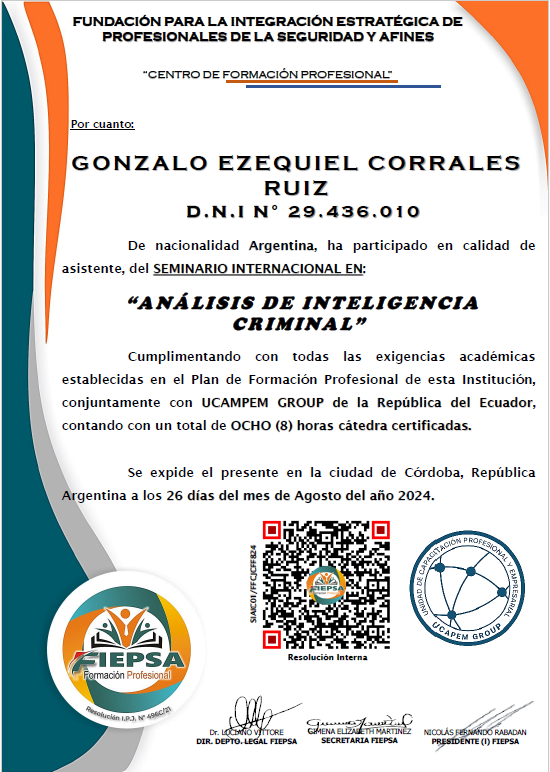 FUNDACIÓN PARA LA INTEGRACIÓN ESTRATÉGICA DE
PROFESIONALES DE LA SEGURIDAD Y AFINES
“CENTRO DE FORMACIÓN PROFESIONAL”
Por cuanto:
GONZALO EZEQUIEL CORRALES
RUIZ
D.N.I N° 29.436.010
De nacionalidad Argentina, ha participado en calidad de
asistente, del SEMINARIO INTERNACIONAL EN:
“ANÁLISIS DE INTELIGENCIA
CRIMINAL”
Cumplimentando con todas las exigencias académicas
establecidas en el Plan de Formación Profesional de esta Institución,
conjuntamente con UCAMPEM GROUP de la República del Ecuador,
contando con un total de OCHO (8) horas cátedra certificadas.
Se expide el presente en la ciudad de Córdoba, República
Argentina a los 26 días del mes de Agosto del año 2024.
SIAIC01/FFCJCFF824
FIEPSA
Resolución Interna
UNIDAD DE CAPACITACIÓN PROFESIONAL Y EMPRESARIAL
UCAPEM GROUP
FIEPSA
Formación Profesional
Resolución I.P.J. N° 496C/21
Dr. LUCIANO VITTORE
DIR. DEPTO. LEGAL FIEPSA
GIMENA ELIZABETH MARTINEZ
SECRETARIA FIEPSA
NICOLÁS FERNANDO RABADAN
PRESIDENTE (I) FIEPSA